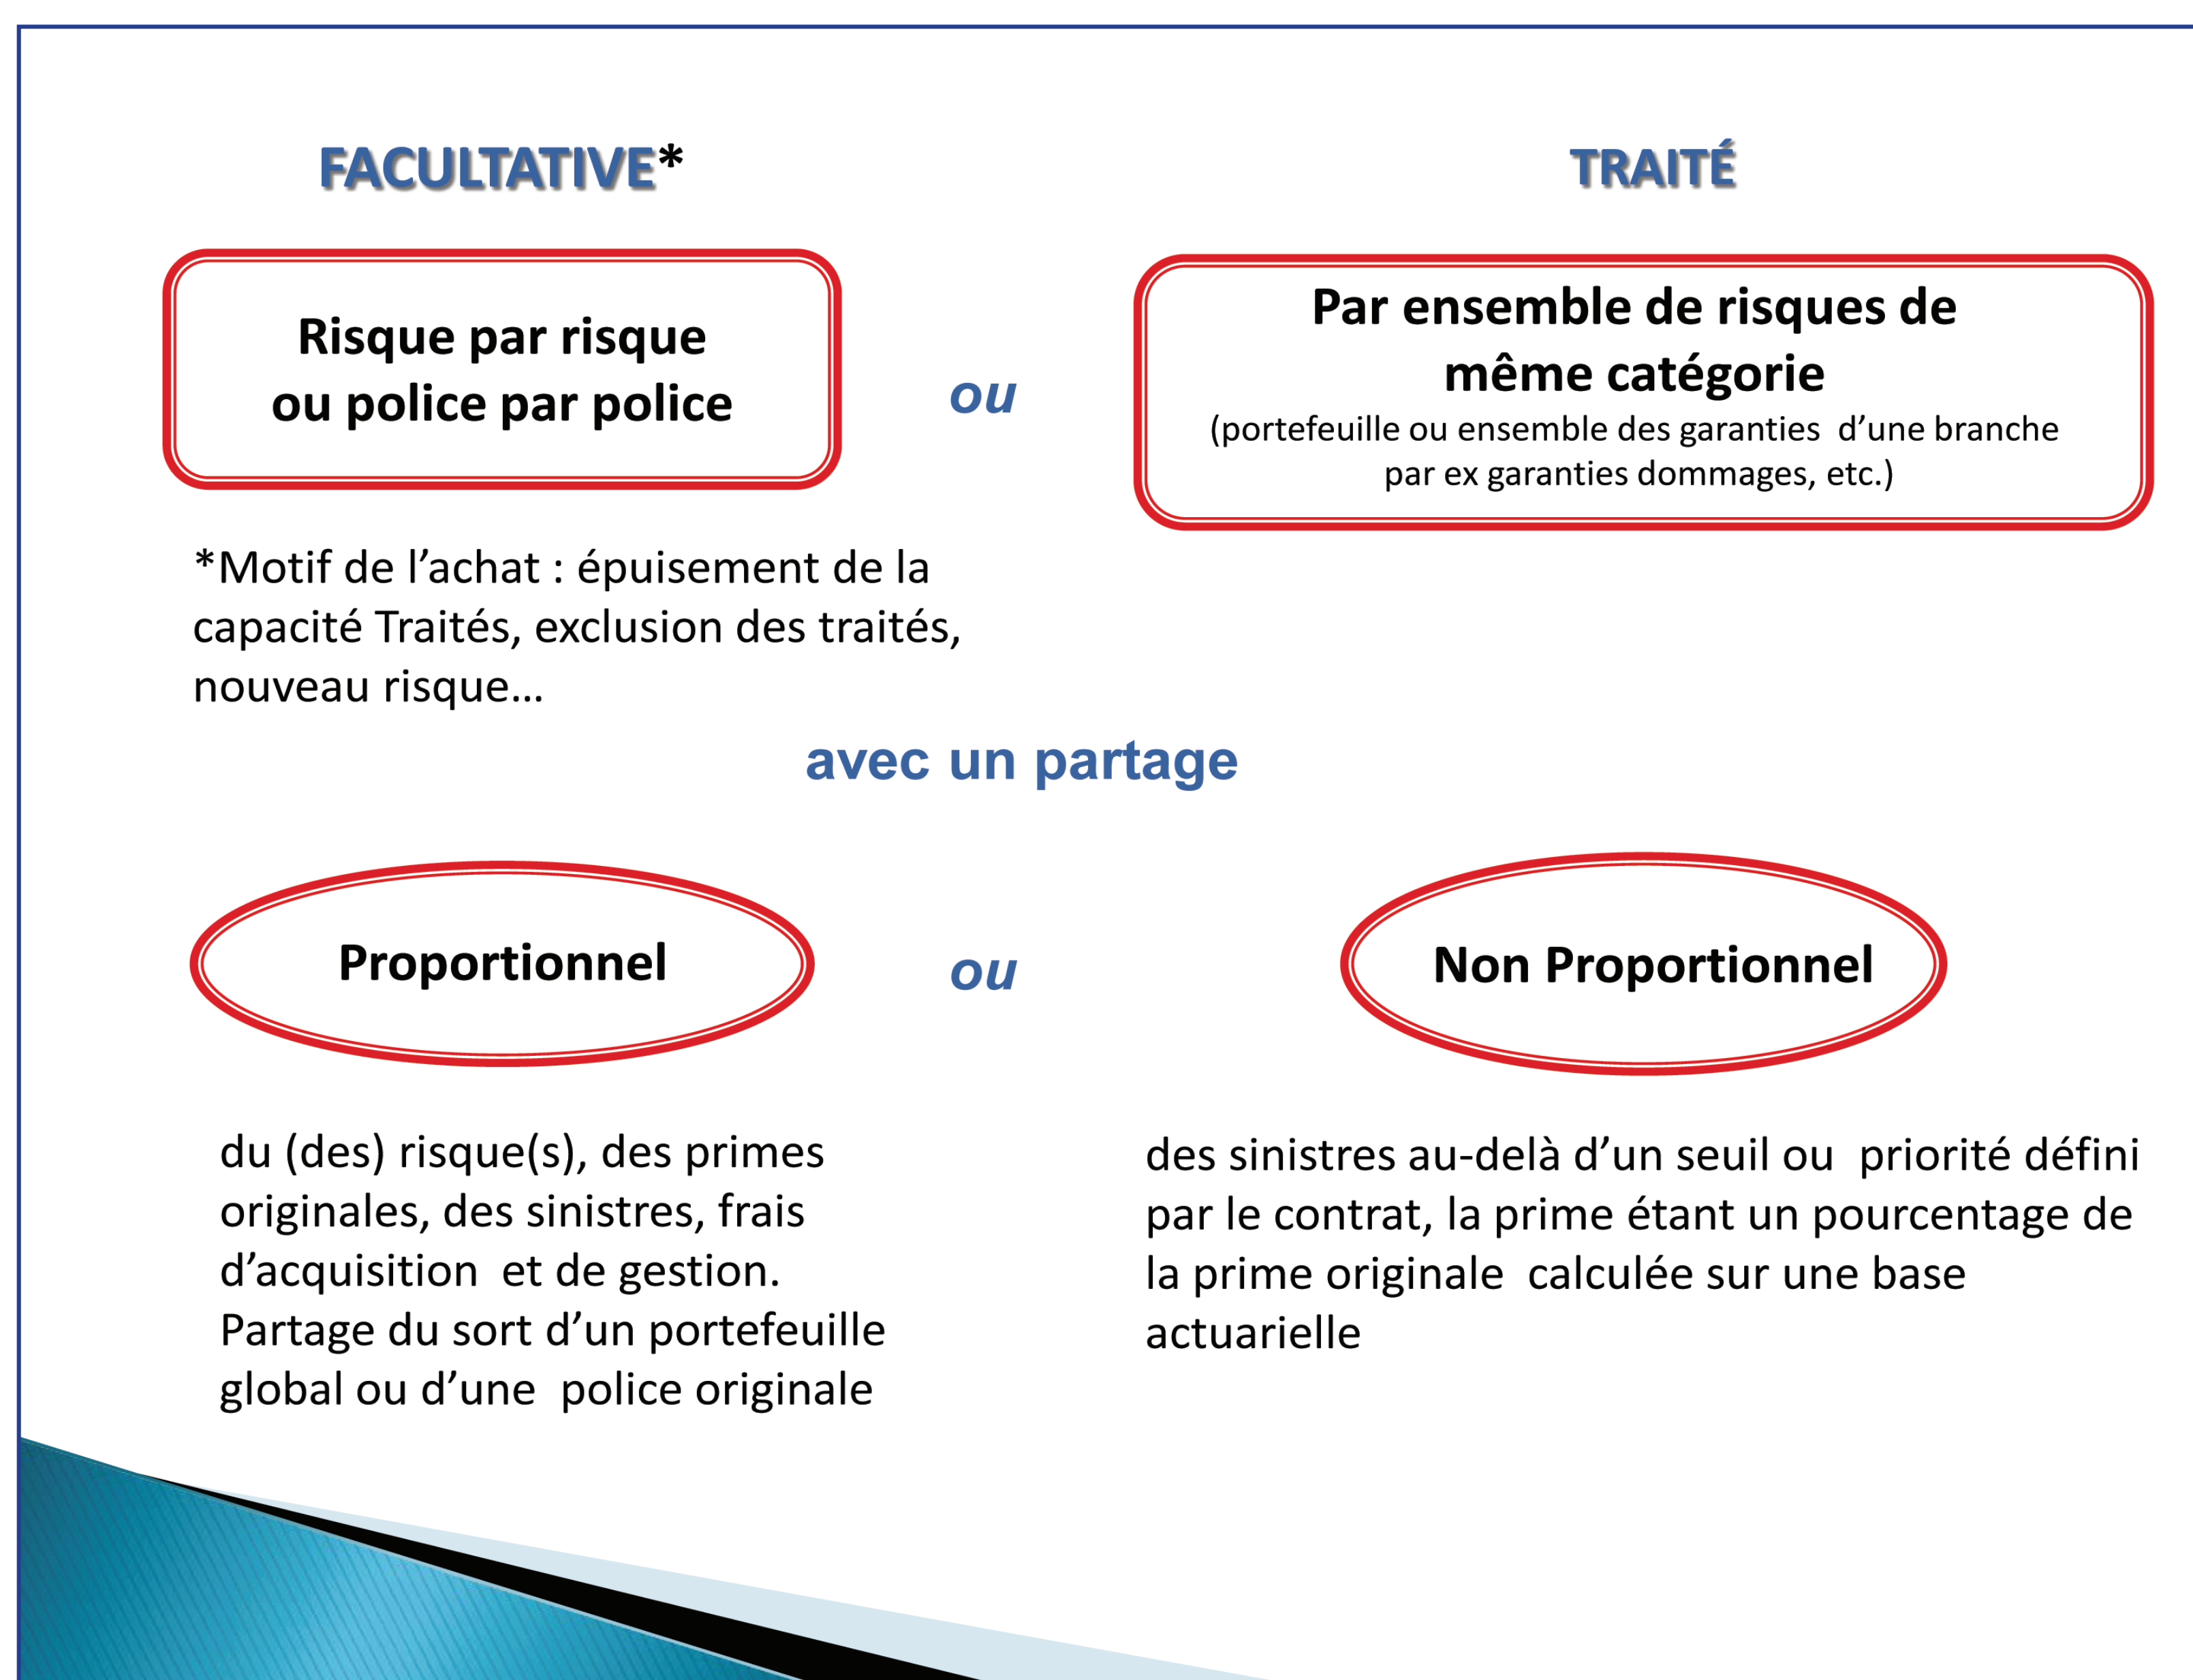 FACULTATIVE*
TRAITÉ
Risque par risque
ou police par police
ou
Par ensemble de risques de
même catégorie
(portefeuille ou ensemble des garanties d’une branche
par ex garanties dommages, etc.)
*Motif de l’achat : épuisement de la
capacité Traités, exclusion des traités,
nouveau risque...
avec un partage
Proportionnel
ou
Non Proportionnel
du (des) risque(s), des primes
originales, des sinistres, frais
d’acquisition et de gestion.
Partage du sort d’un portefeuille
global ou d’une police originale
des sinistres au-delà d’un seuil ou priorité défini
par le contrat, la prime étant un pourcentage de
la prime originale calculée sur une base
actuarielle